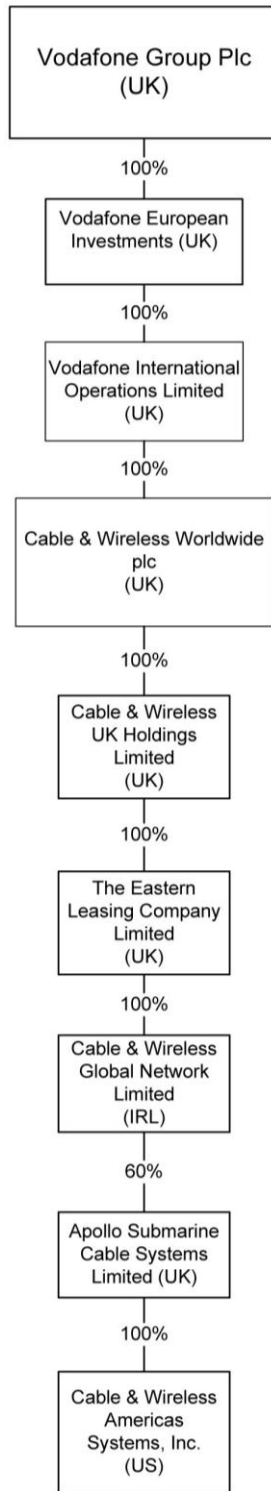 Vodafone Group Plc
(UK)
100%
Vodafone European
Investments (UK)
100%
Vodafone International
Operations Limited
(UK)
100%
Cable & Wireless Worldwide
plc
(UK)
100%
Cable & Wireless
UK Holdings
Limited
(UK)
100%
The Eastern
Leasing Company
Limited
(UK)
100%
Cable & Wireless
Global Network
Limited
(IRL)
60%
Apollo Submarine
Cable Systems
Limited (UK)
100%
Cable & Wireless
Americas
Systems, Inc.
(US)